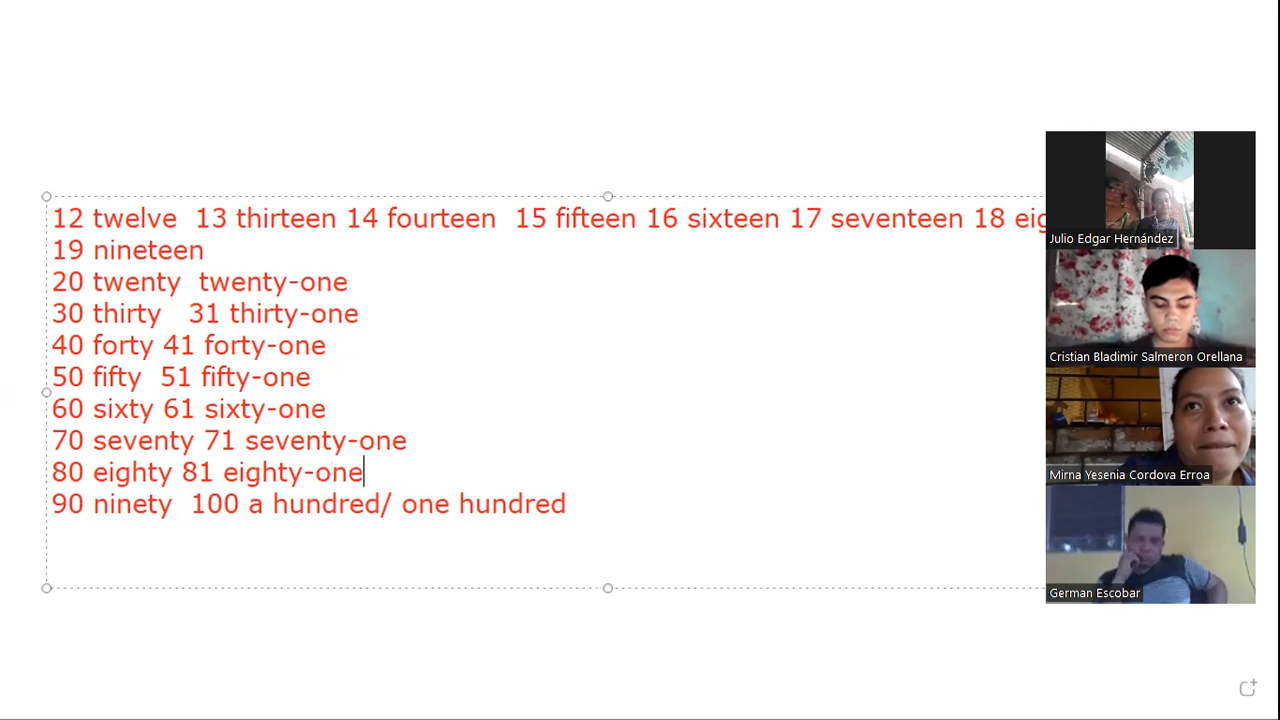 12 twelve  13 thirteen 14 fourteen  15 fifteen 16 sixteen 17 seventeen 18
19 nineteen
20 twenty  twenty-one
30 thirty   31 thirty-one
40 forty 41 forty-one
50 fifty  51 fifty-one
60 sixty 61 sixty-one
70 seventy 71 seventy-one
80 eighty 81 eighty-one
90 ninety  100 a hundred/ one hundred
Julio Edgar Hernández
Cristian Bladimir Salmeron Orellana
Mirna Yesenia Cordova Erroa
German Escobar